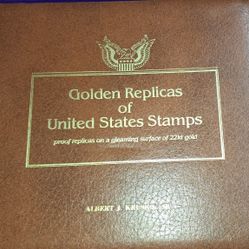 Golden Replicas
of
United States Stamps
proof replicas on a gleaming surface of 22kt gold
ALBERT J.